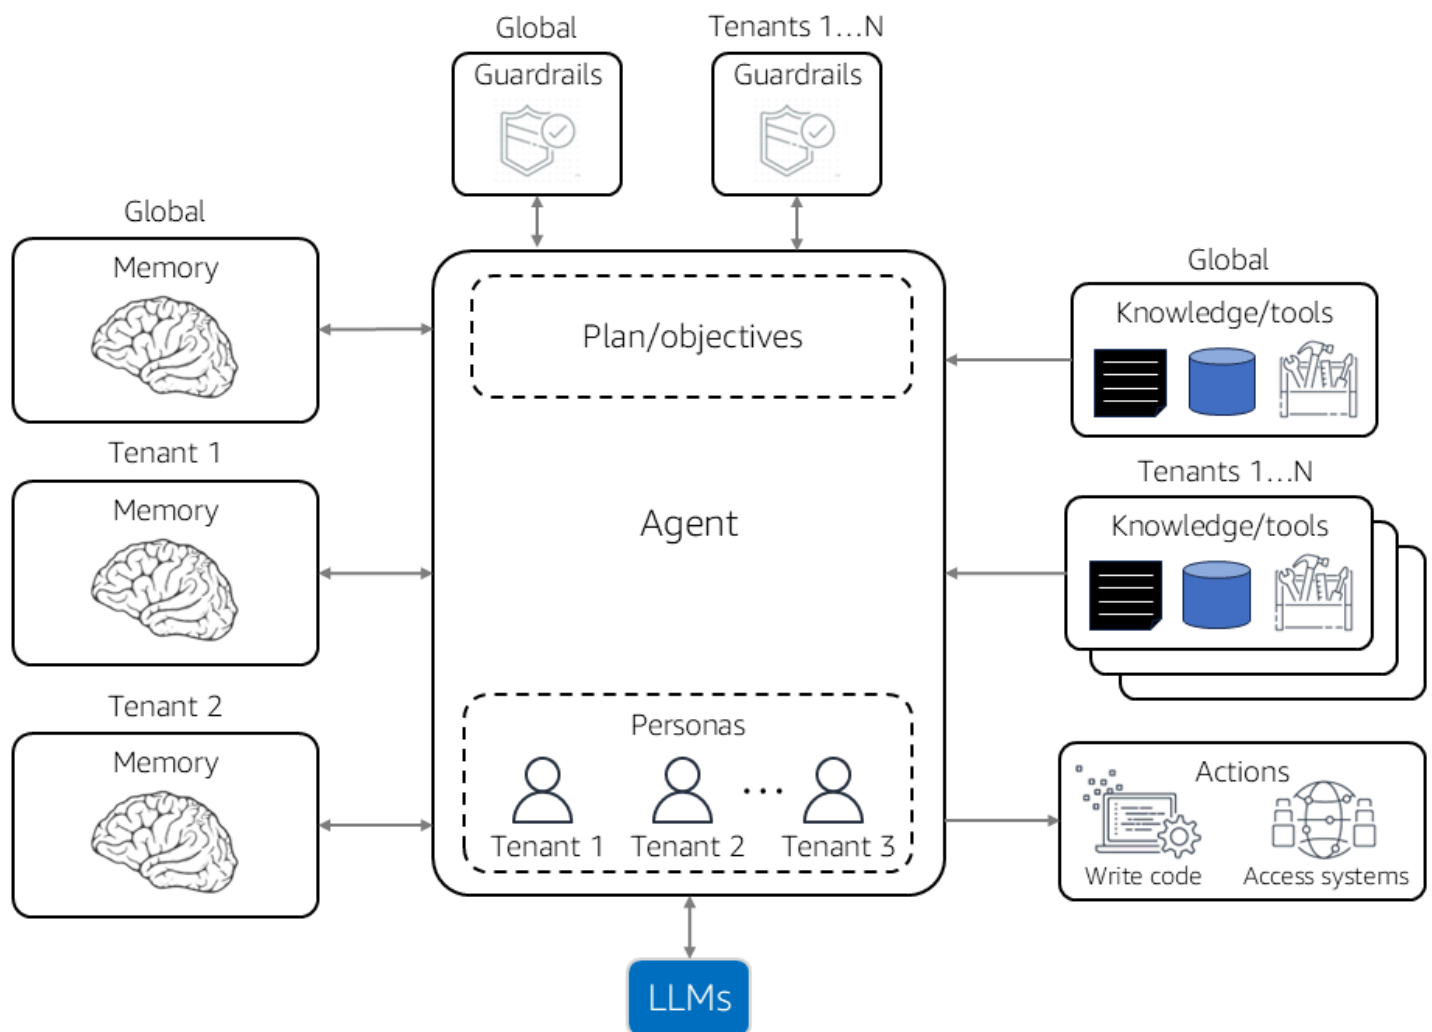 Global
Tenants 1...N
Guardrails
Guardrails
Global
Memory
Tenant 1
Memory
Tenant 2
Memory
Plan/objectives
Agent
Personas
...
Tenant 1
Tenant 2
Tenant 3
LLMs
Global
Knowledge/tools
Tenants 1...N
Knowledge/tools
Actions
Write code
Access systems